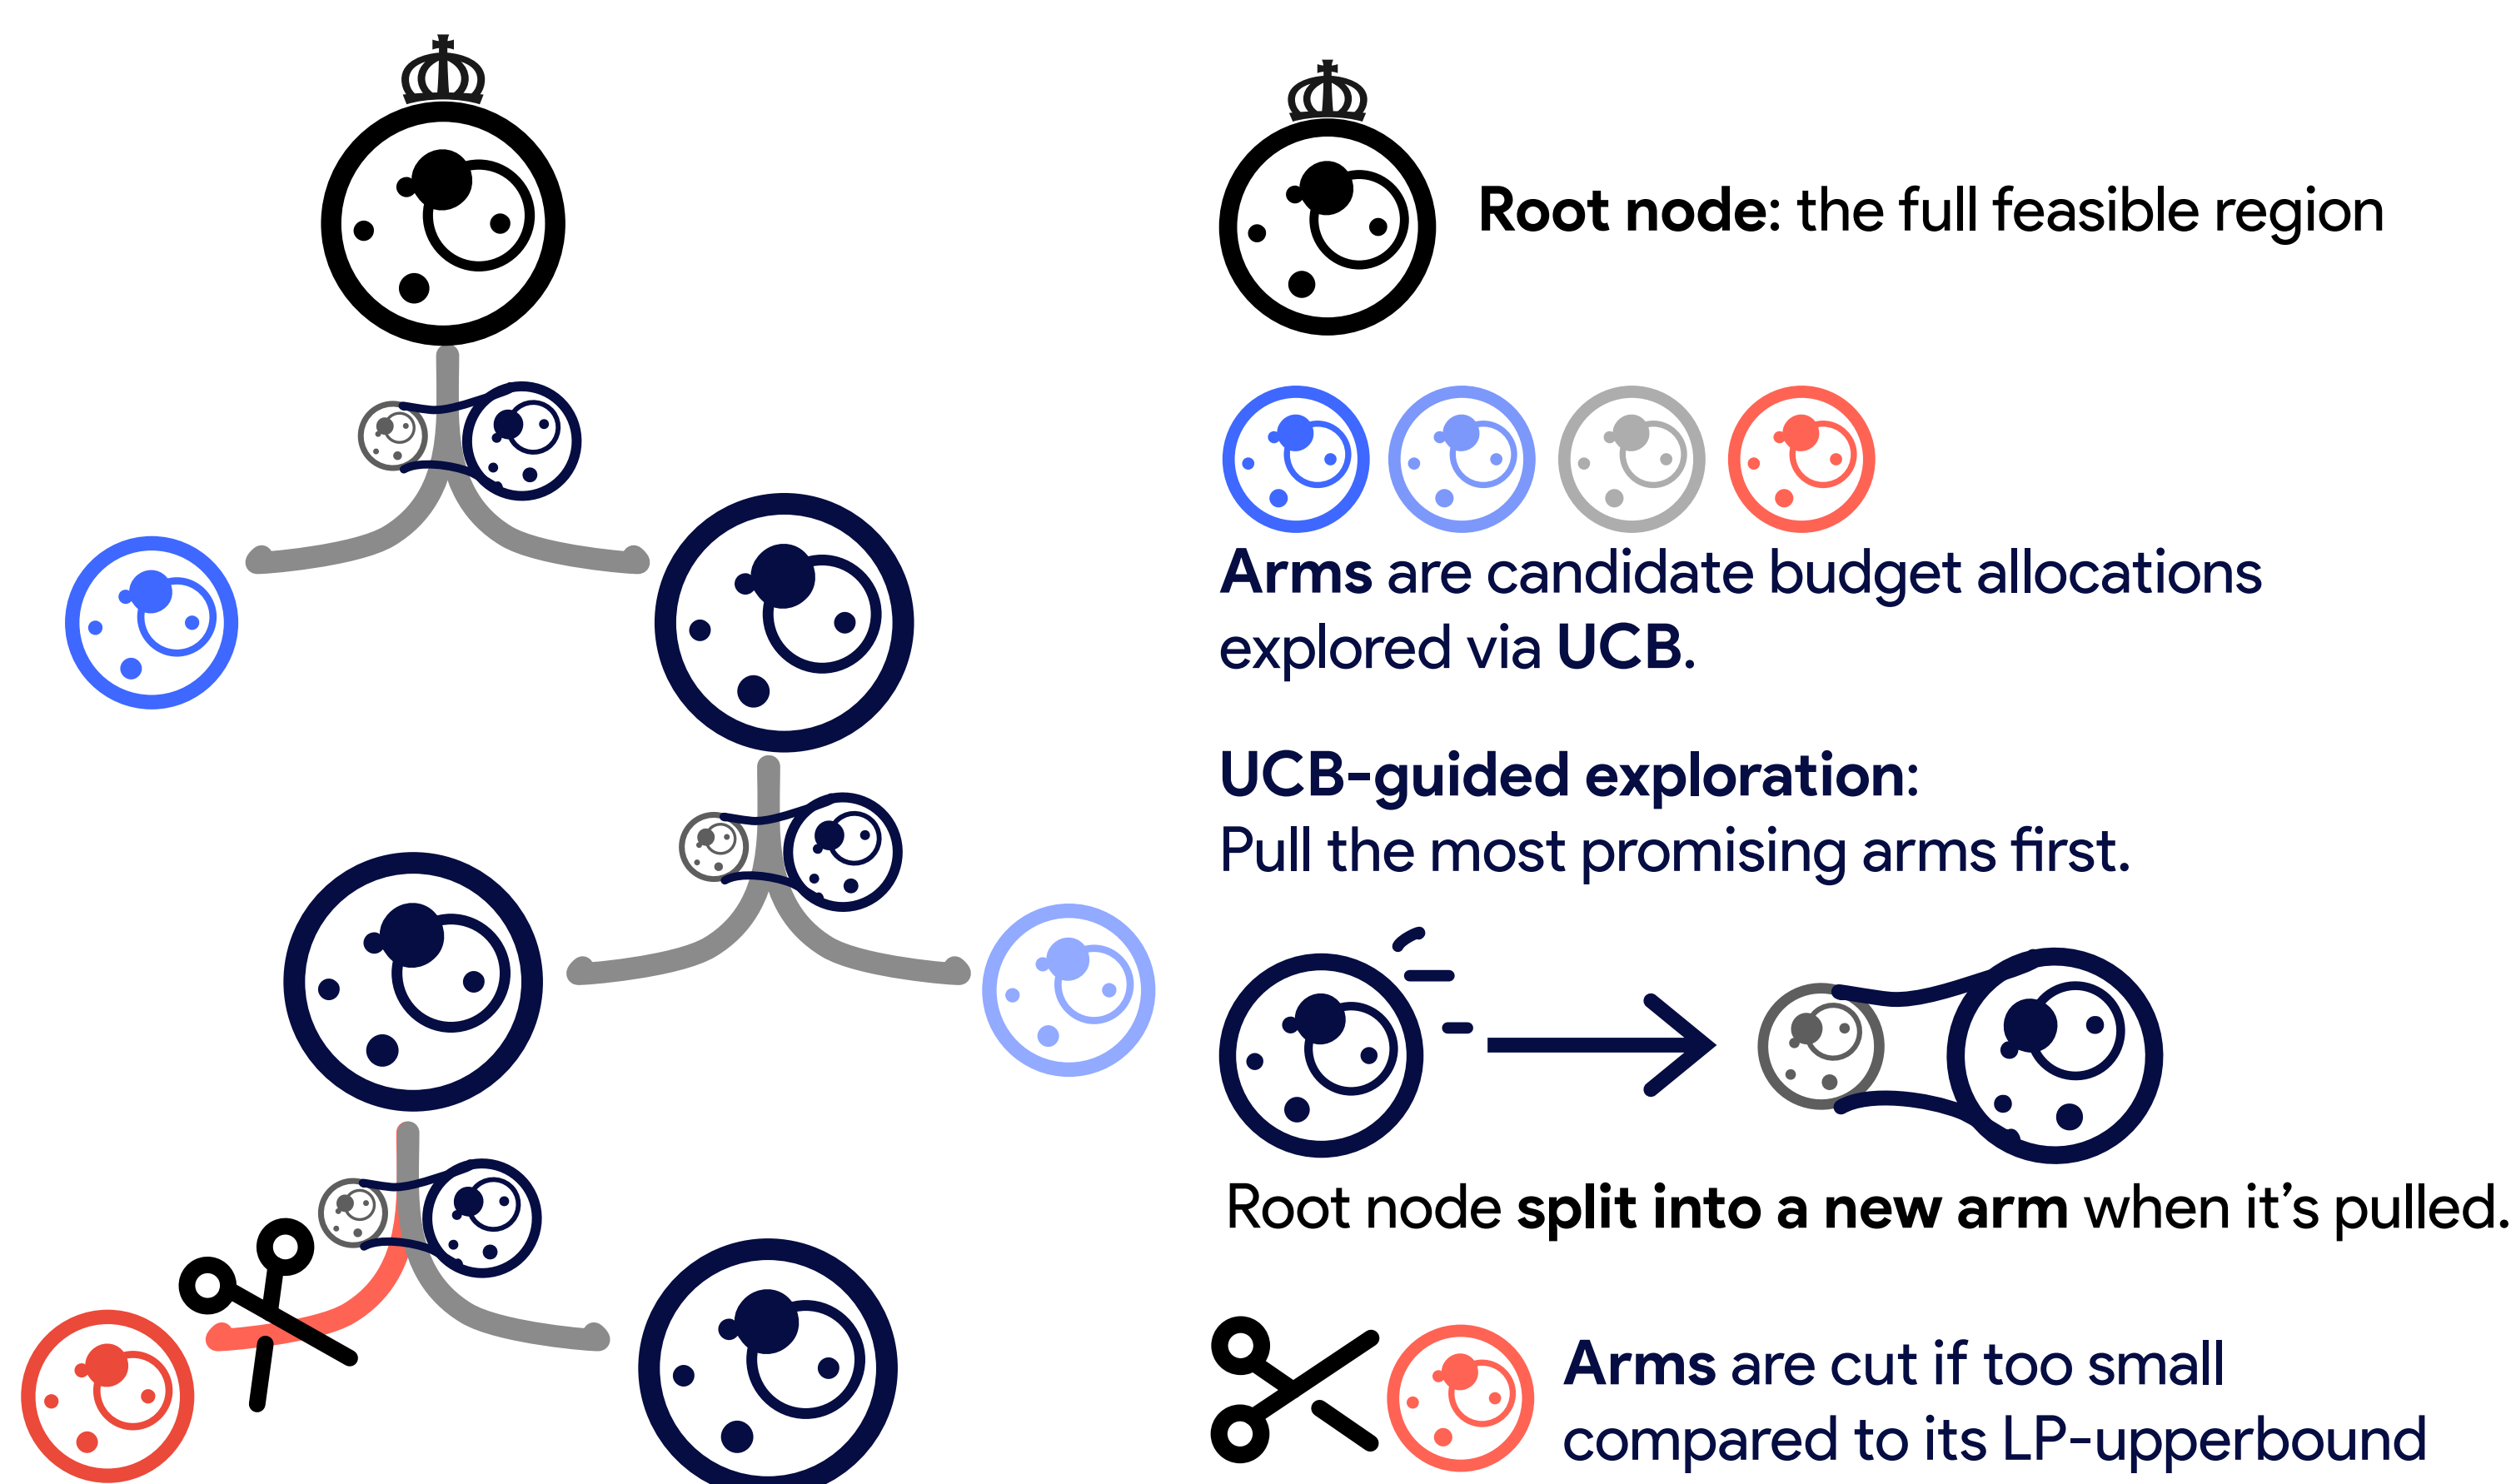 Root node: the full feasible region
Arms are candidate budget allocations
explored via UCB.
UCB-guided exploration:
Pull the most promising arms first.
Root node split into a new arm when it’s pulled.
Arms are cut if too small
compared to its LP-upperbound